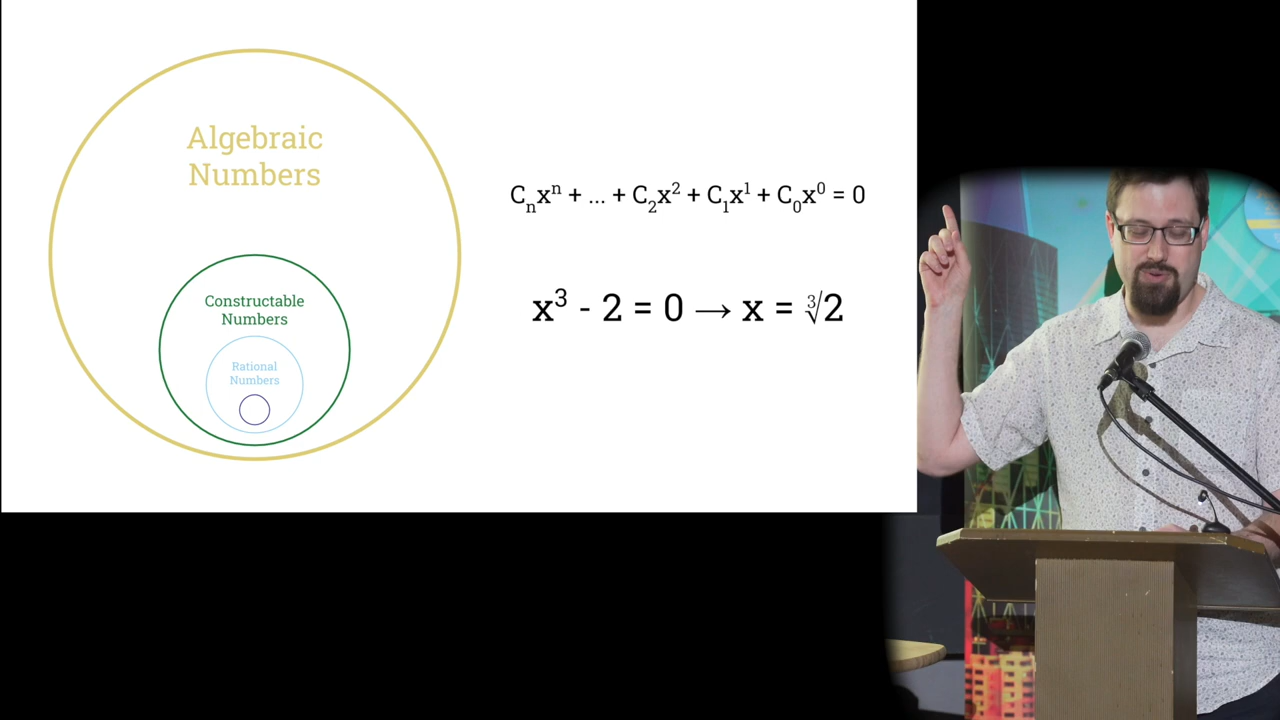 Algebraic
Numbers
Constructable
Numbers
Rational
Numbers
Cₙxⁿ + ... + C₂x² + C₁x¹ + C₀x⁰ = 0
x³ - 2 = 0 → x = ∛2